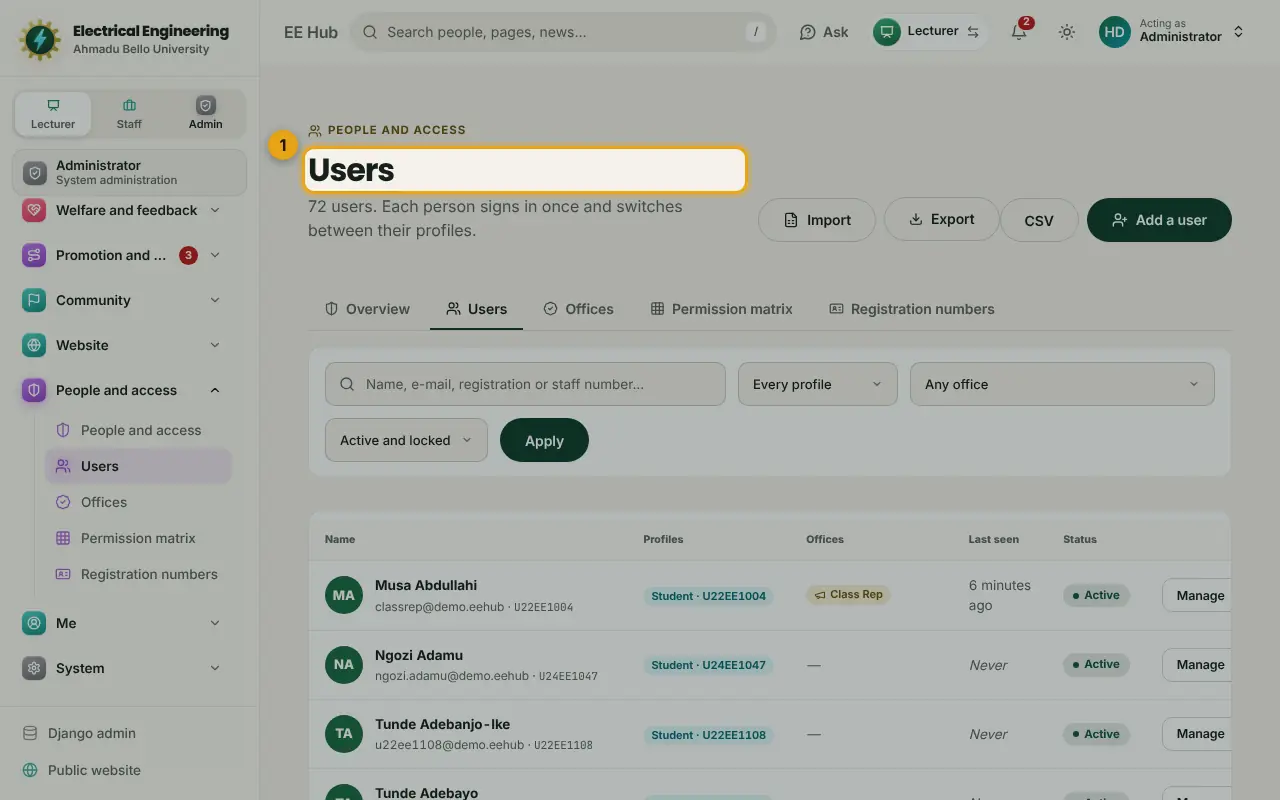 Electrical Engineering
Ahmadu Bello University
EE Hub
Search people, pages, news...
/
Ask
Lecturer
2
HD
Acting as
Administrator
Lecturer
Staff
Admin
Administrator
System administration
Welfare and feedback
Promotion and ...
3
Community
Website
People and access
People and access
Users
Offices
Permission matrix
Registration numbers
Me
System
Django admin
Public website
PEOPLE AND ACCESS
1
Users
72 users. Each person signs in once and switches
between their profiles.
Import
Export
CSV
Add a user
Overview
Users
Offices
Permission matrix
Registration numbers
Name, e-mail, registration or staff number...
Every profile
Any office
Active and locked
Apply
Name
Profiles
Offices
Last seen
Status
MA
Musa Abdullahi
classrep@demo.eehub · U22EE1004
Student · U22EE1004
Class Rep
6 minutes
ago
Active
Manage
NA
Ngozi Adamu
ngozi.adamu@demo.eehub · U24EE1047
Student · U24EE1047
—
Never
Active
Manage
TA
Tunde Adebanjo-Ike
u22ee1108@demo.eehub · U22EE1108
Student · U22EE1108
—
Never
Active
Manage
Tunde Adebayo